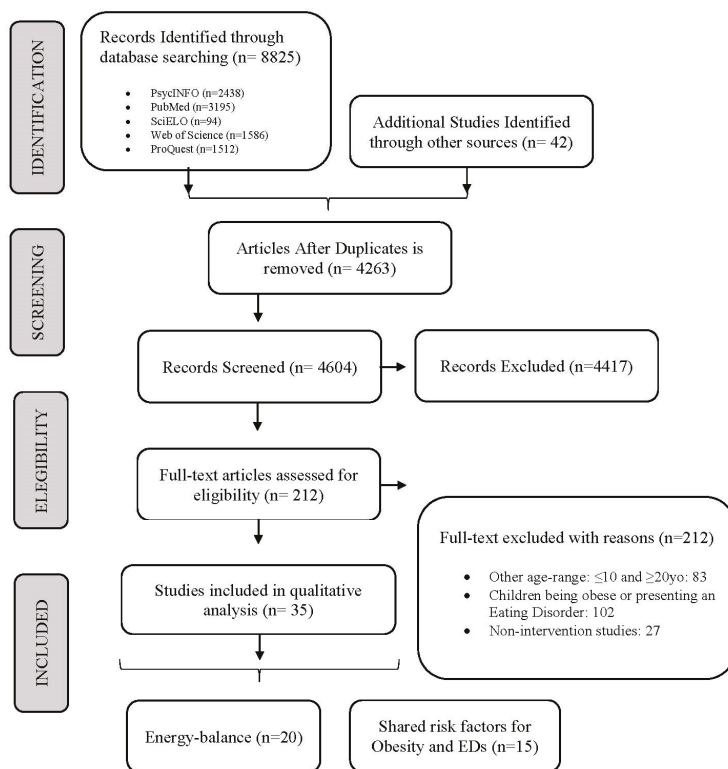 IDENTIFICATION
Records Identified through
database searching (n= 8825)
• PsycINFO (n=2438)
• PubMed (n=3195)
• SciELO (n=94)
• Web of Science (n=1586)
• ProQuest (n=1512)
Additional Studies Identified
through other sources (n= 42)
SCREENING
Articles After Duplicates is
removed (n= 4263)
Records Screened (n= 4604)
Records Excluded (n=4417)
ELEGIBILITY
Full-text articles assessed for
eligibility (n= 212)
Full-text excluded with reasons (n=212)
• Other age-range: ≤10 and ≥20yo: 83
• Children being obese or presenting an
Eating Disorder: 102
• Non-intervention studies: 27
INCLUDED
Studies included in qualitative
analysis
(n= 35)
Energy-balance (n=20)
Shared risk factors for
Obesity and EDs (n=15)